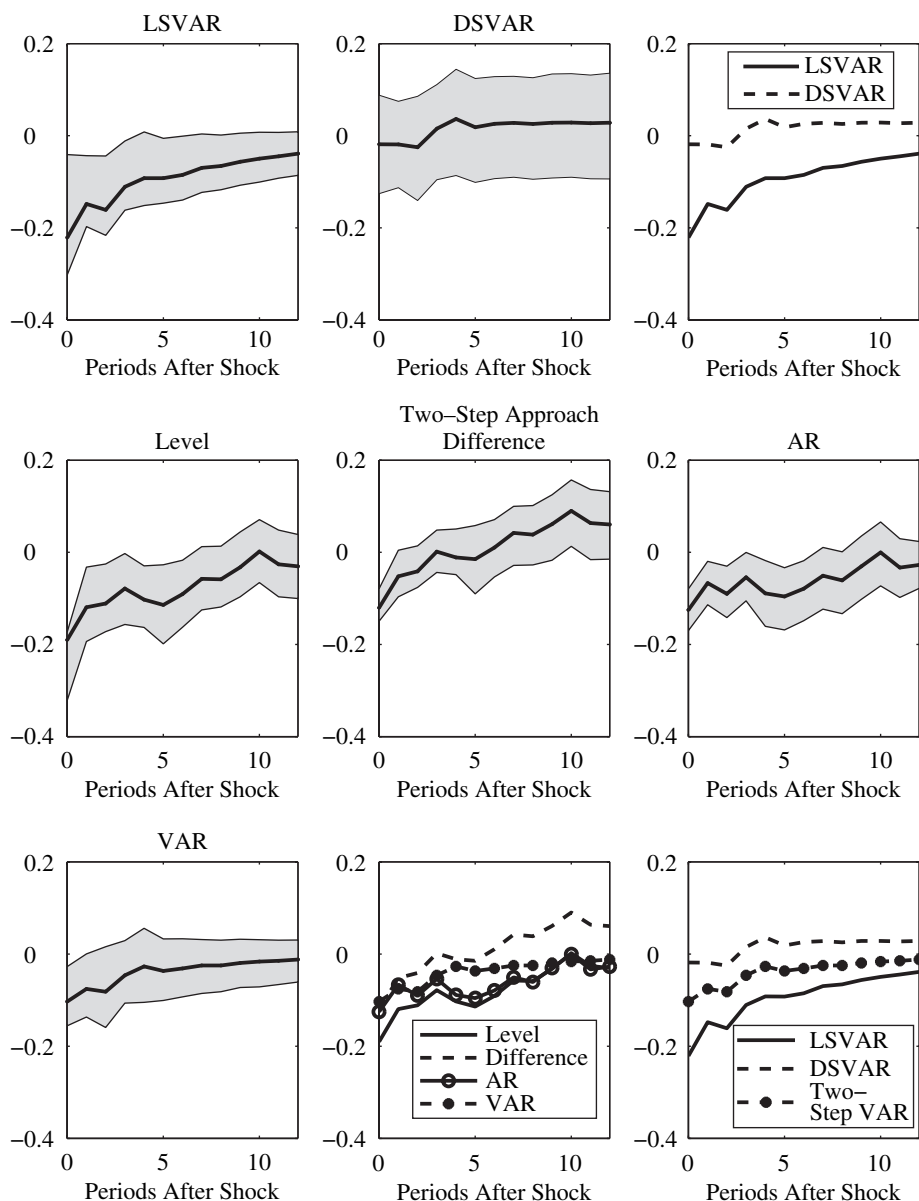 LSVAR
DSVAR
0.2
0
−0.2
−0.4
0
5
10
Periods After Shock
0.2
0
−0.2
−0.4
0
5
10
Periods After Shock
0.2
0
−0.2
−0.4
LSVAR
DSVAR
0
5
10
Periods After Shock
Two–Step Approach
Level
Difference
AR
0.2
0
−0.2
−0.4
0
5
10
Periods After Shock
0.2
0
−0.2
−0.4
0
5
10
Periods After Shock
0.2
0
−0.2
−0.4
0
5
10
Periods After Shock
VAR
0.2
0
−0.2
−0.4
0
5
10
Periods After Shock
0.2
0
−0.2
−0.4
Level
Difference
AR
VAR
0
5
10
Periods After Shock
0.2
0
−0.2
−0.4
LSVAR
DSVAR
Two–
Step VAR
0
5
10
Periods After Shock